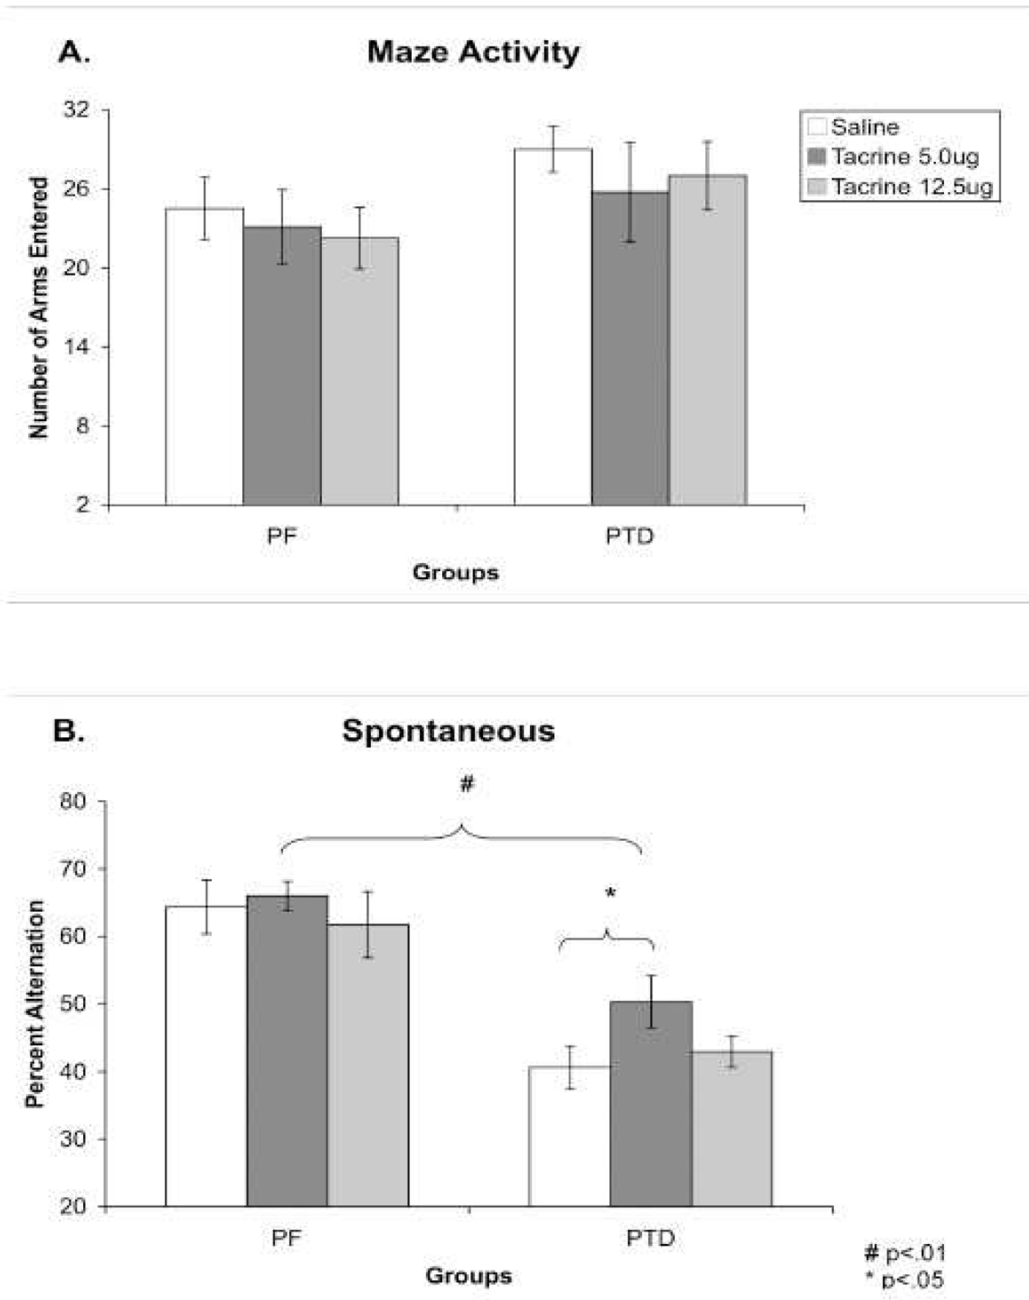 A.
Maze Activity
32
26
20
14
8
2
Number of Arms Entered
Saline
Tacrine 5.0ug
Tacrine 12.5ug
PF
PTD
Groups
B.
Spontaneous
#
*
80
70
60
50
40
30
20
Percent Alternation
PF
PTD
Groups
# p<.01
* p<.05